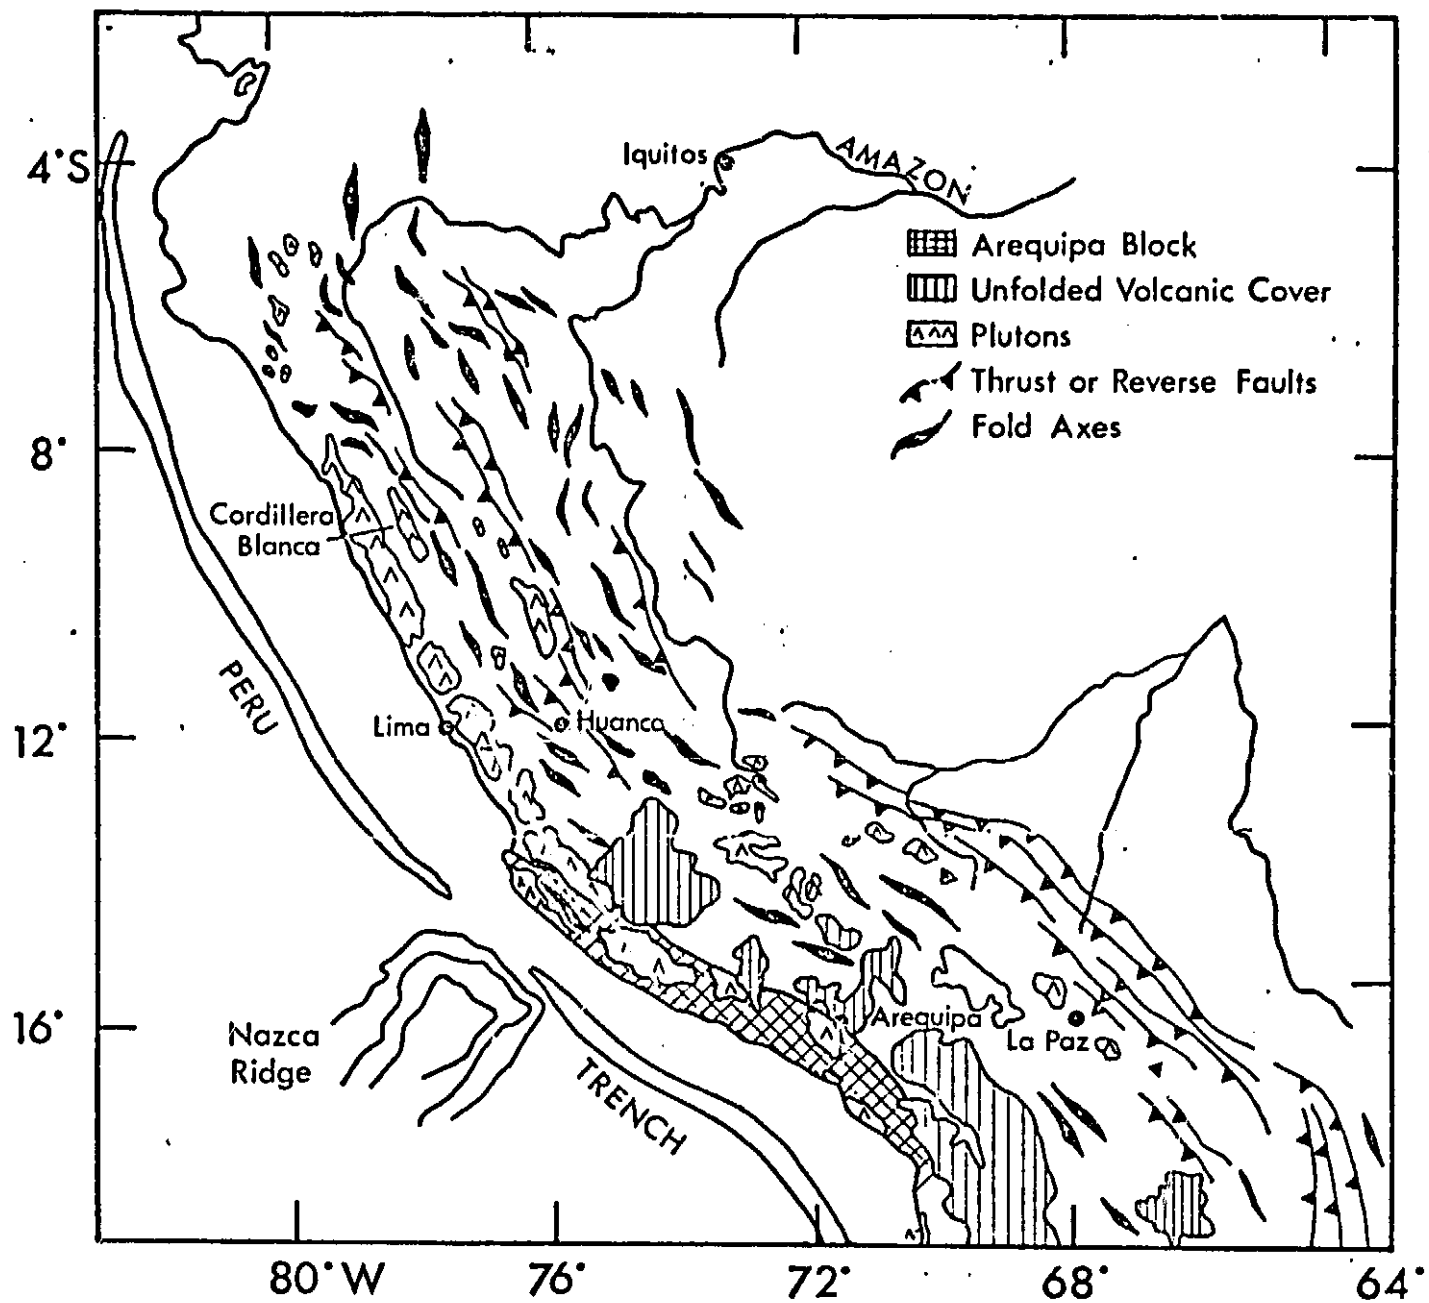 Iquitos
AMAZON
4°S
Arequipa Block
Unfolded Volcanic Cover
Plutons
Thrust or Reverse Faults
Fold Axes
8°
Cordillera
Blanca
PERU
Lima
Huanca
12°
Arequipa
La Paz
16°
Nazca
Ridge
TRENCH
80°W
76°
72°
68°
64°